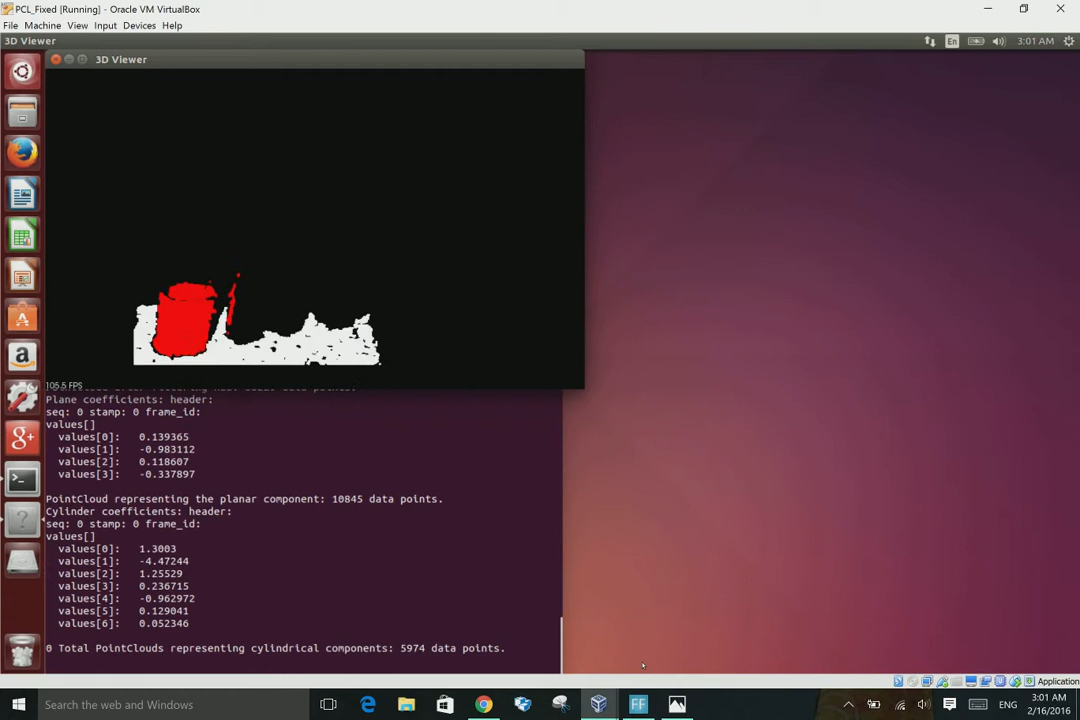 PCL_Fixed [Running] - Oracle VM VirtualBox
File Machine View Input Devices Help
3D Viewer
En
3:01 AM
3D Viewer
105.5 FPS
Plane coefficients: header:
seq: 0 stamp: 0 frame_id:
values[]
values[0]: 0.139365
values[1]: -0.983112
values[2]: 0.118607
values[3]: -0.337897
PointCloud representing the planar component: 10845 data points.
Cylinder coefficients: header:
seq: 0 stamp: 0 frame_id:
values[]
values[0]: 1.3003
values[1]: -4.47244
values[2]: 1.25529
values[3]: 0.236715
values[4]: -0.962972
values[5]: 0.129041
values[6]: 0.052346
0 Total PointClouds representing cylindrical components: 5974 data points.
Application
Search the web and Windows
FF
ENG
3:01 AM
2/16/2016